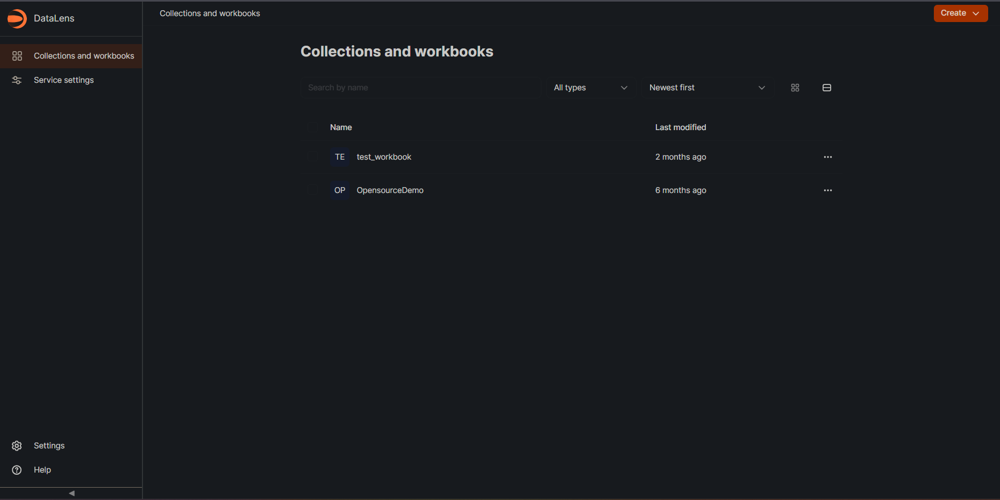 DataLens
Collections and workbooks
Service settings
Settings
Help
Collections and workbooks
Create
Collections and workbooks
Search by name
All types
Newest first
Name
Last modified
TE
test_workbook
2 months ago
OP
OpensourceDemo
6 months ago